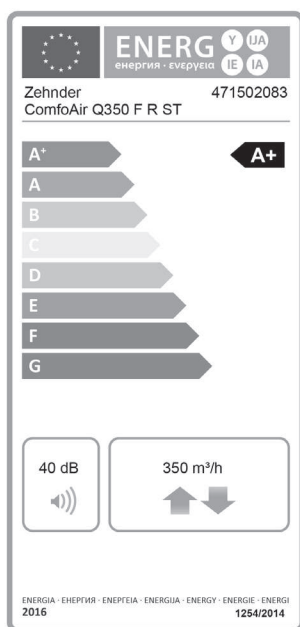 ENERG Y IJA
енергия · ενεργεια IE IA
Zehnder 471502083
ComfoAir Q350 F R ST
A⁺ A+
A
B
C
D
E
F
G
40 dB 350 m³/h
ENERGIA · ЕНЕРГИЯ · ΕΝΕΡΓΕΙΑ · ENERGIJA · ENERGY · ENERGIE · ENERGI
2016 1254/2014